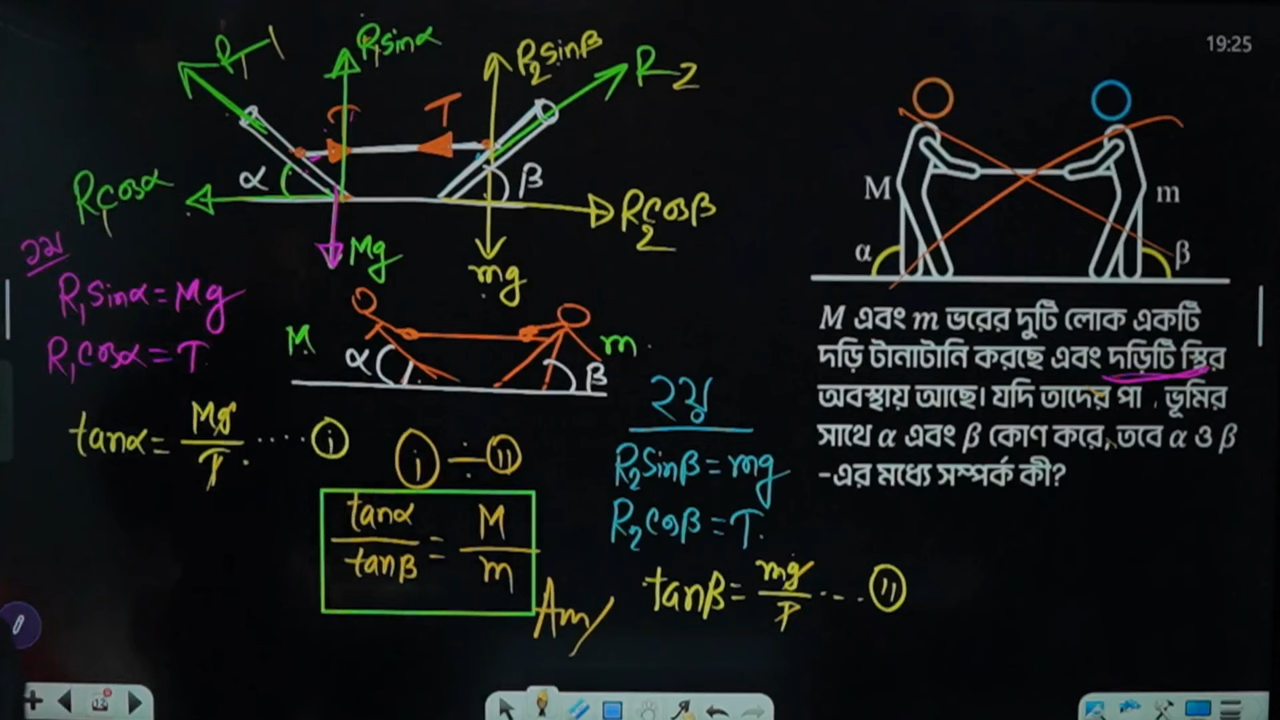 19:25
R₁
R₁sinα
R₂sinβ
R₂
T
T
α
β
R₁cosα
R₂cosβ
Mg
mg
১ম
R₁sinα = Mg
R₁cosα = T
tanα = Mg/T .... (i)
M
α
β
m
(i) ÷ (ii)
tanα/tanβ = M/m
Ans
২য়
R₂sinβ = mg
R₂cosβ = T
tanβ = mg/T .... (ii)
M
m
α
β
M এবং m ভরের দুটি লোক একটি
দড়ি টানাটানি করছে এবং দড়িটি স্থির
অবস্থায় আছে। যদি তাদের পা ভূমির
সাথে α এবং β কোণ করে, তবে α ও β
-এর মধ্যে সম্পর্ক কী?